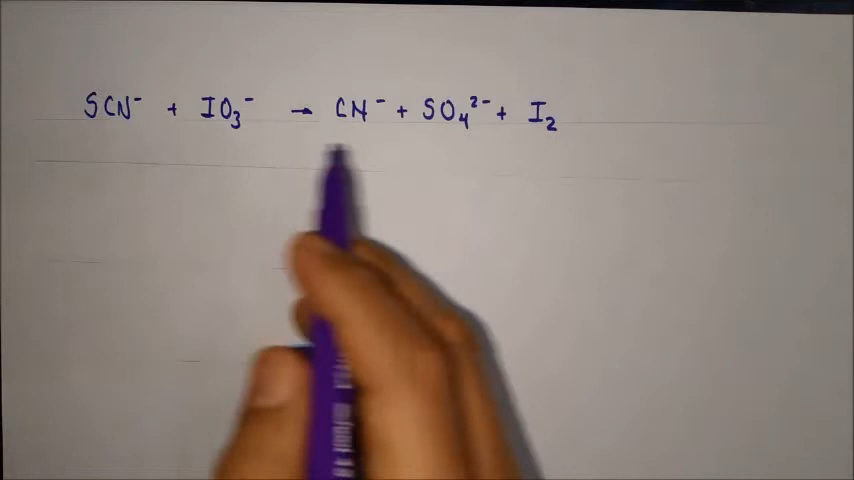 SCN⁻ + IO₃⁻ → CN⁻ + SO₄²⁻ + I₂